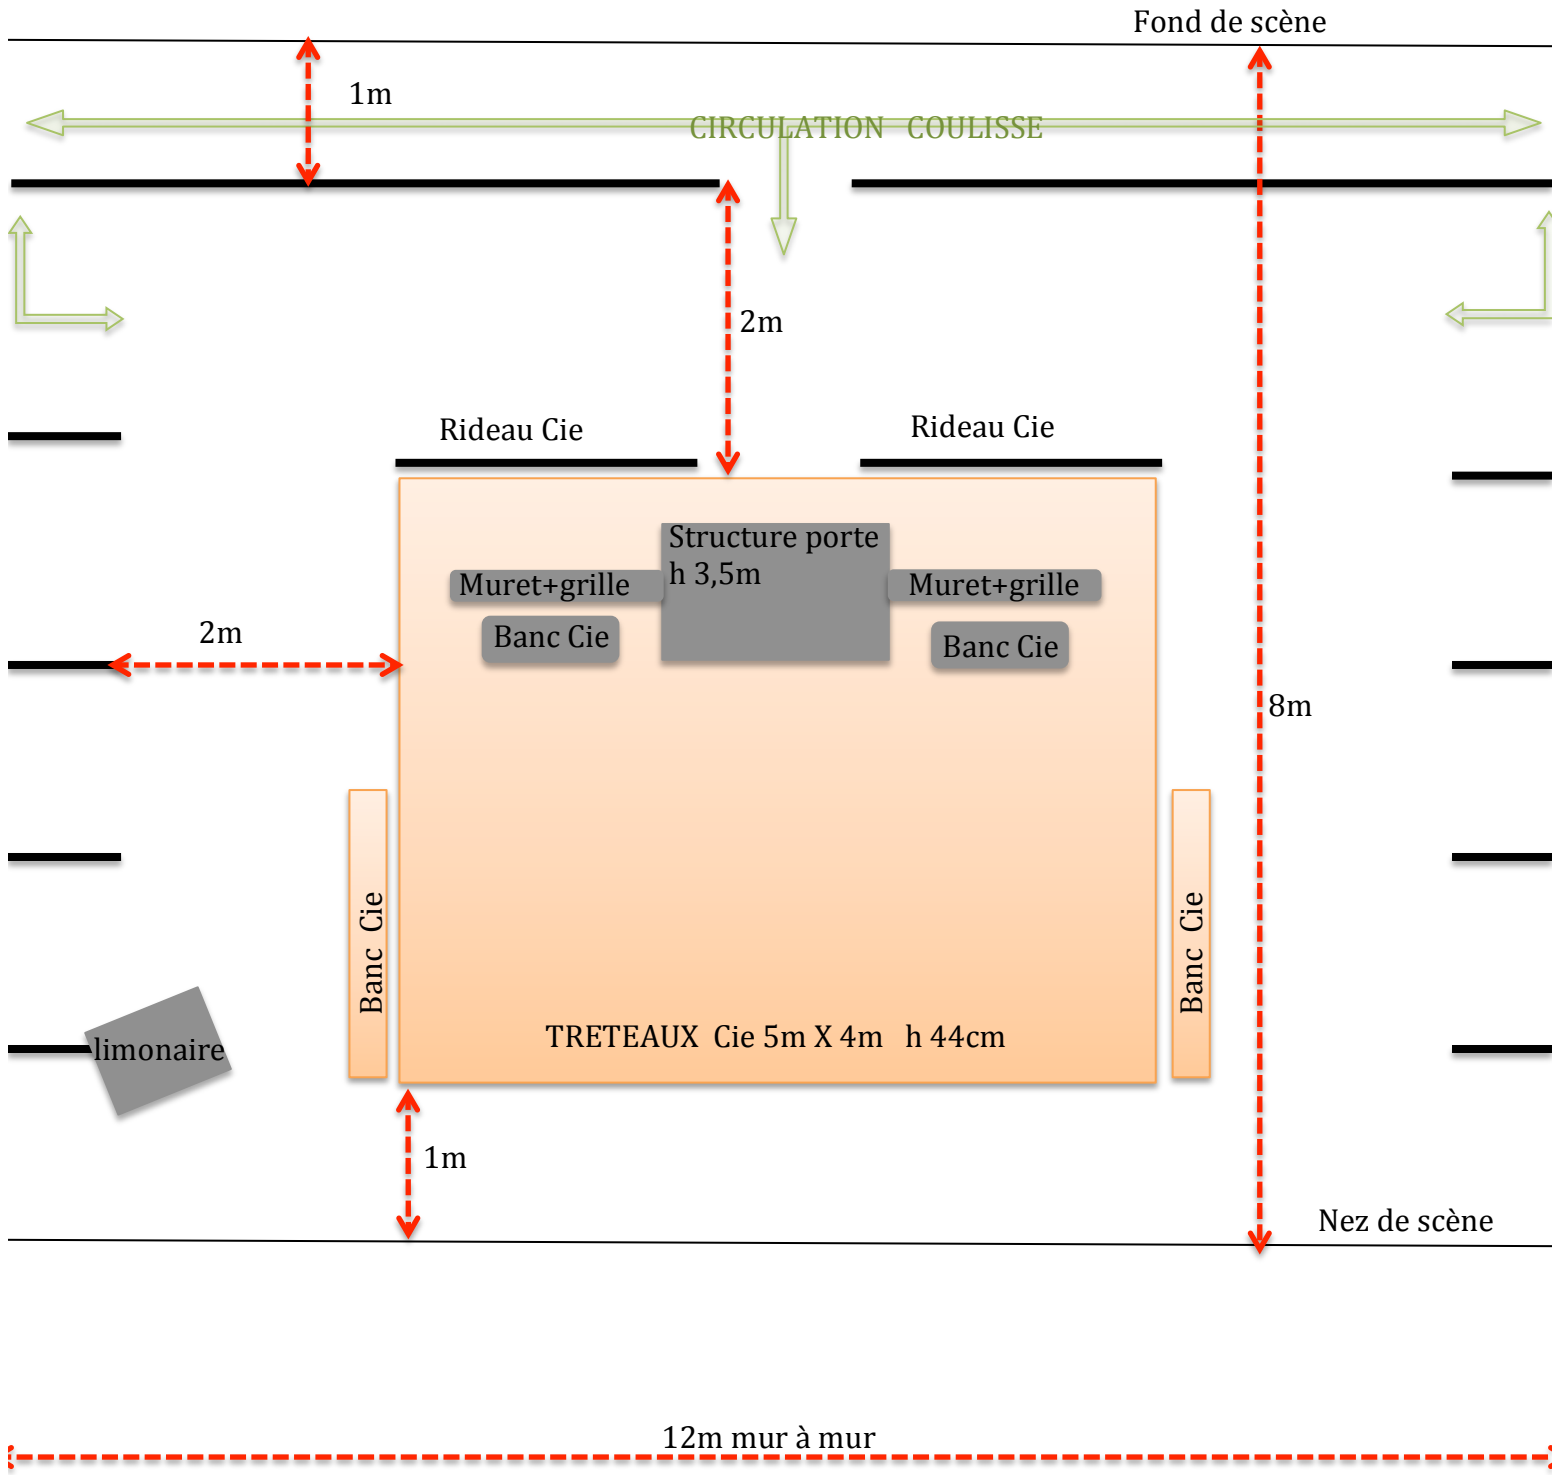 Fond de scène
1m
CIRCULATION   COULISSE
2m
Rideau Cie
Rideau Cie
Structure porte
h 3,5m
Muret+grille
Muret+grille
Banc Cie
Banc Cie
2m
8m
Banc  Cie
Banc  Cie
TRETEAUX  Cie 5m X 4m   h 44cm
limonaire
1m
Nez de scène
12m mur à mur